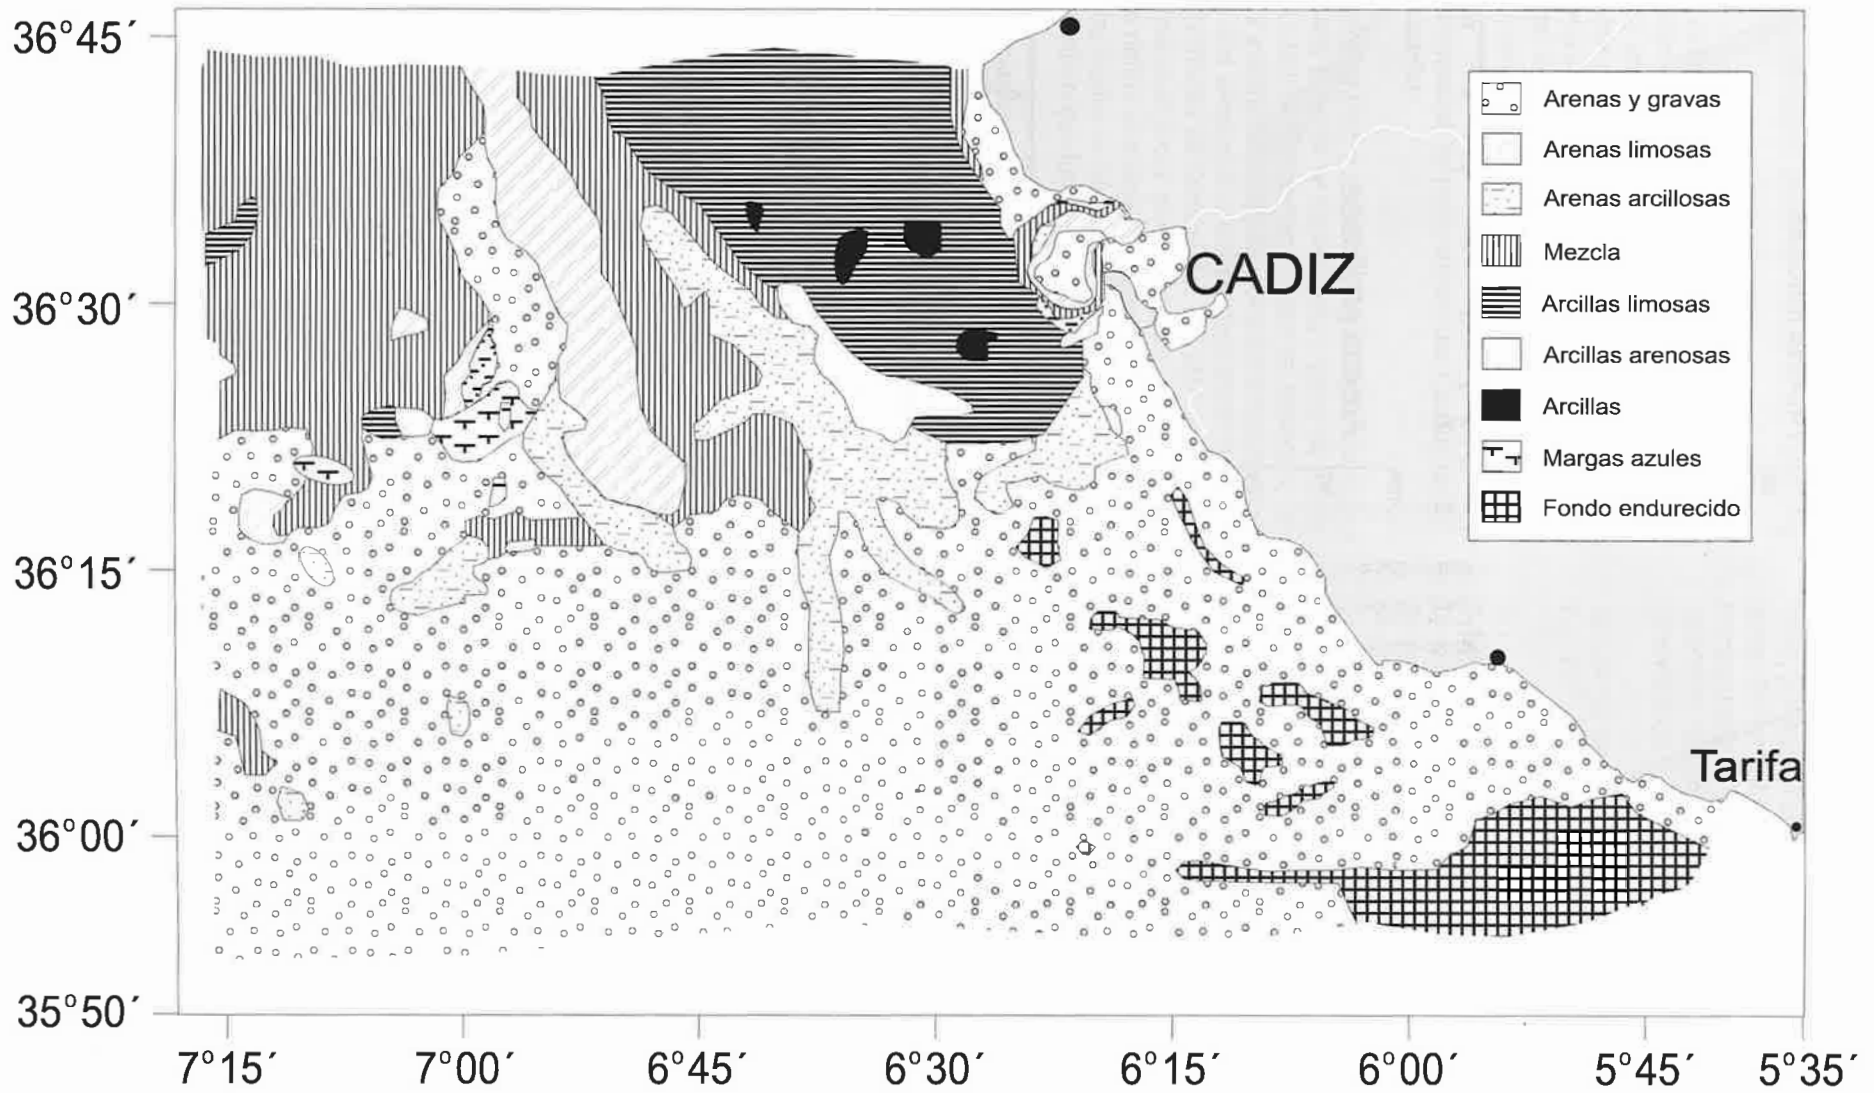 36°45´
36°30´
36°15´
36°00´
35°50´
7°15´ 7°00´ 6°45´ 6°30´ 6°15´ 6°00´ 5°45´ 5°35´
CADIZ
Tarifa
Arenas y gravas
Arenas limosas
Arenas arcillosas
Mezcla
Arcillas limosas
Arcillas arenosas
Arcillas
Margas azules
Fondo endurecido